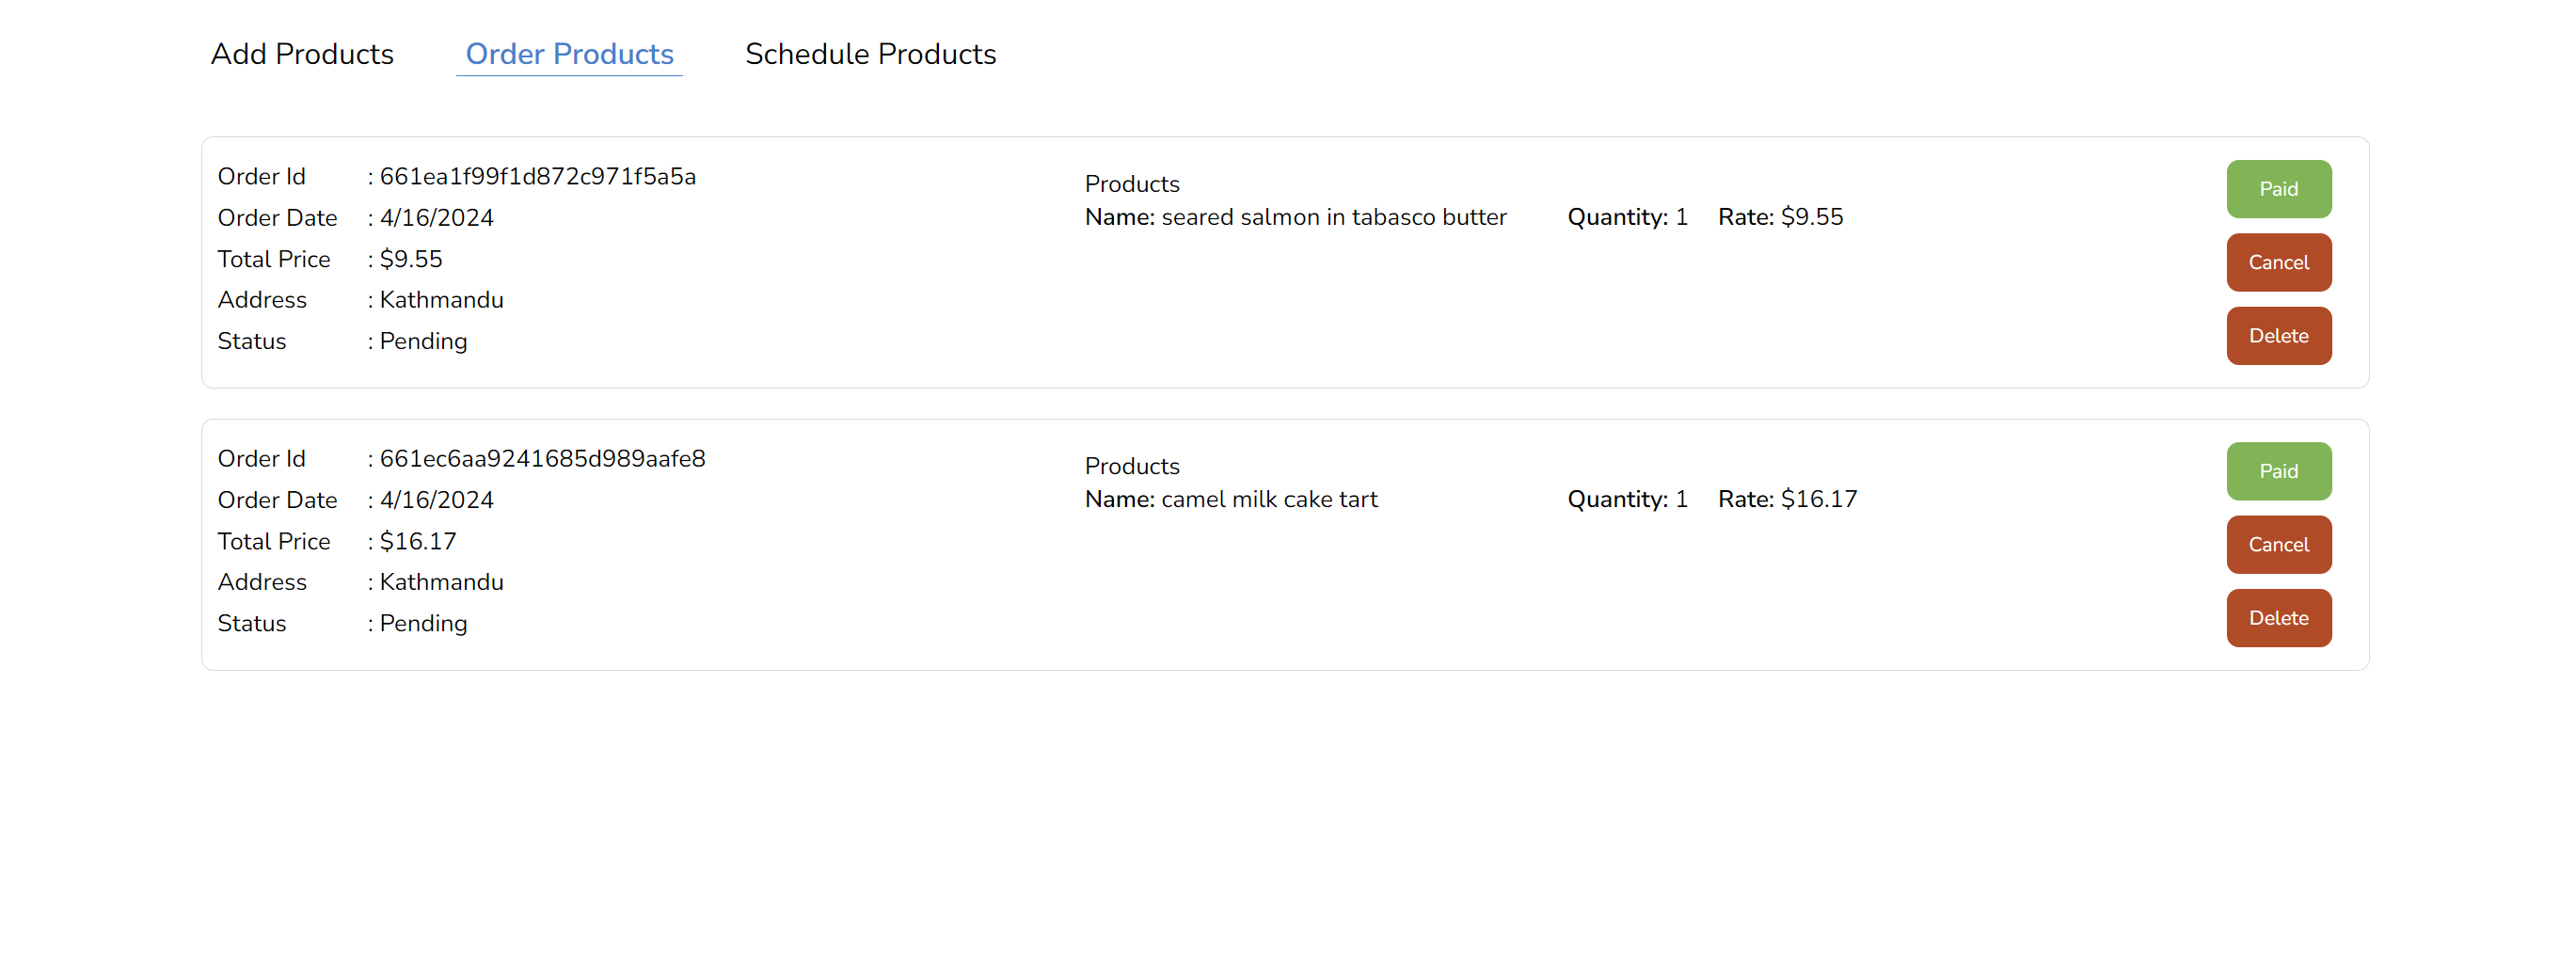 Add Products Order Products Schedule Products
Order Id : 661ea1f99f1d872c971f5a5a
Order Date : 4/16/2024
Total Price : $9.55
Address : Kathmandu
Status : Pending
Products
Name: seared salmon in tabasco butter Quantity: 1 Rate: $9.55
Paid
Cancel
Delete
Order Id : 661ec6aa9241685d989aafe8
Order Date : 4/16/2024
Total Price : $16.17
Address : Kathmandu
Status : Pending
Products
Name: camel milk cake tart Quantity: 1 Rate: $16.17
Paid
Cancel
Delete